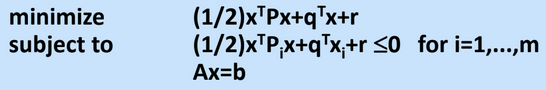 minimize (1/2)xᵀPx+qᵀx+r
subject to (1/2)xᵀPᵢx+qᵀxᵢ+r ≤0 for i=1,...,m
Ax=b